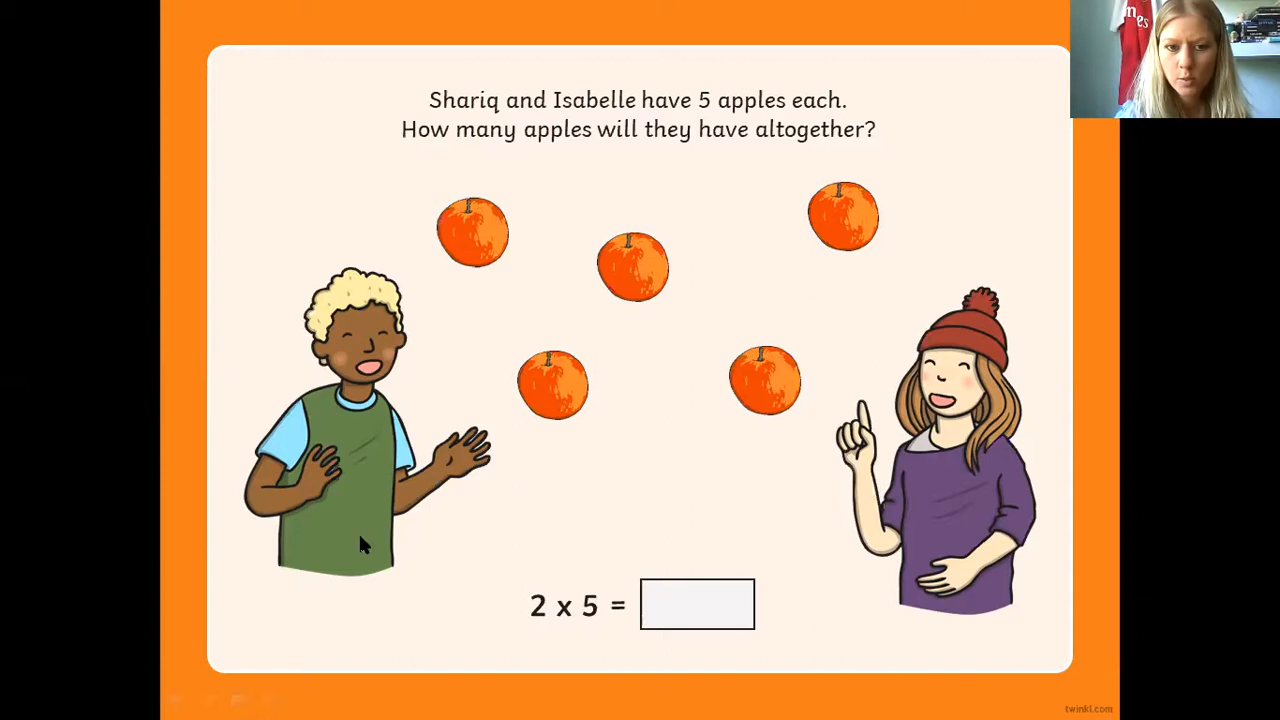 Shariq and Isabelle have 5 apples each.
How many apples will they have altogether?
2 x 5 =
twinkl.com